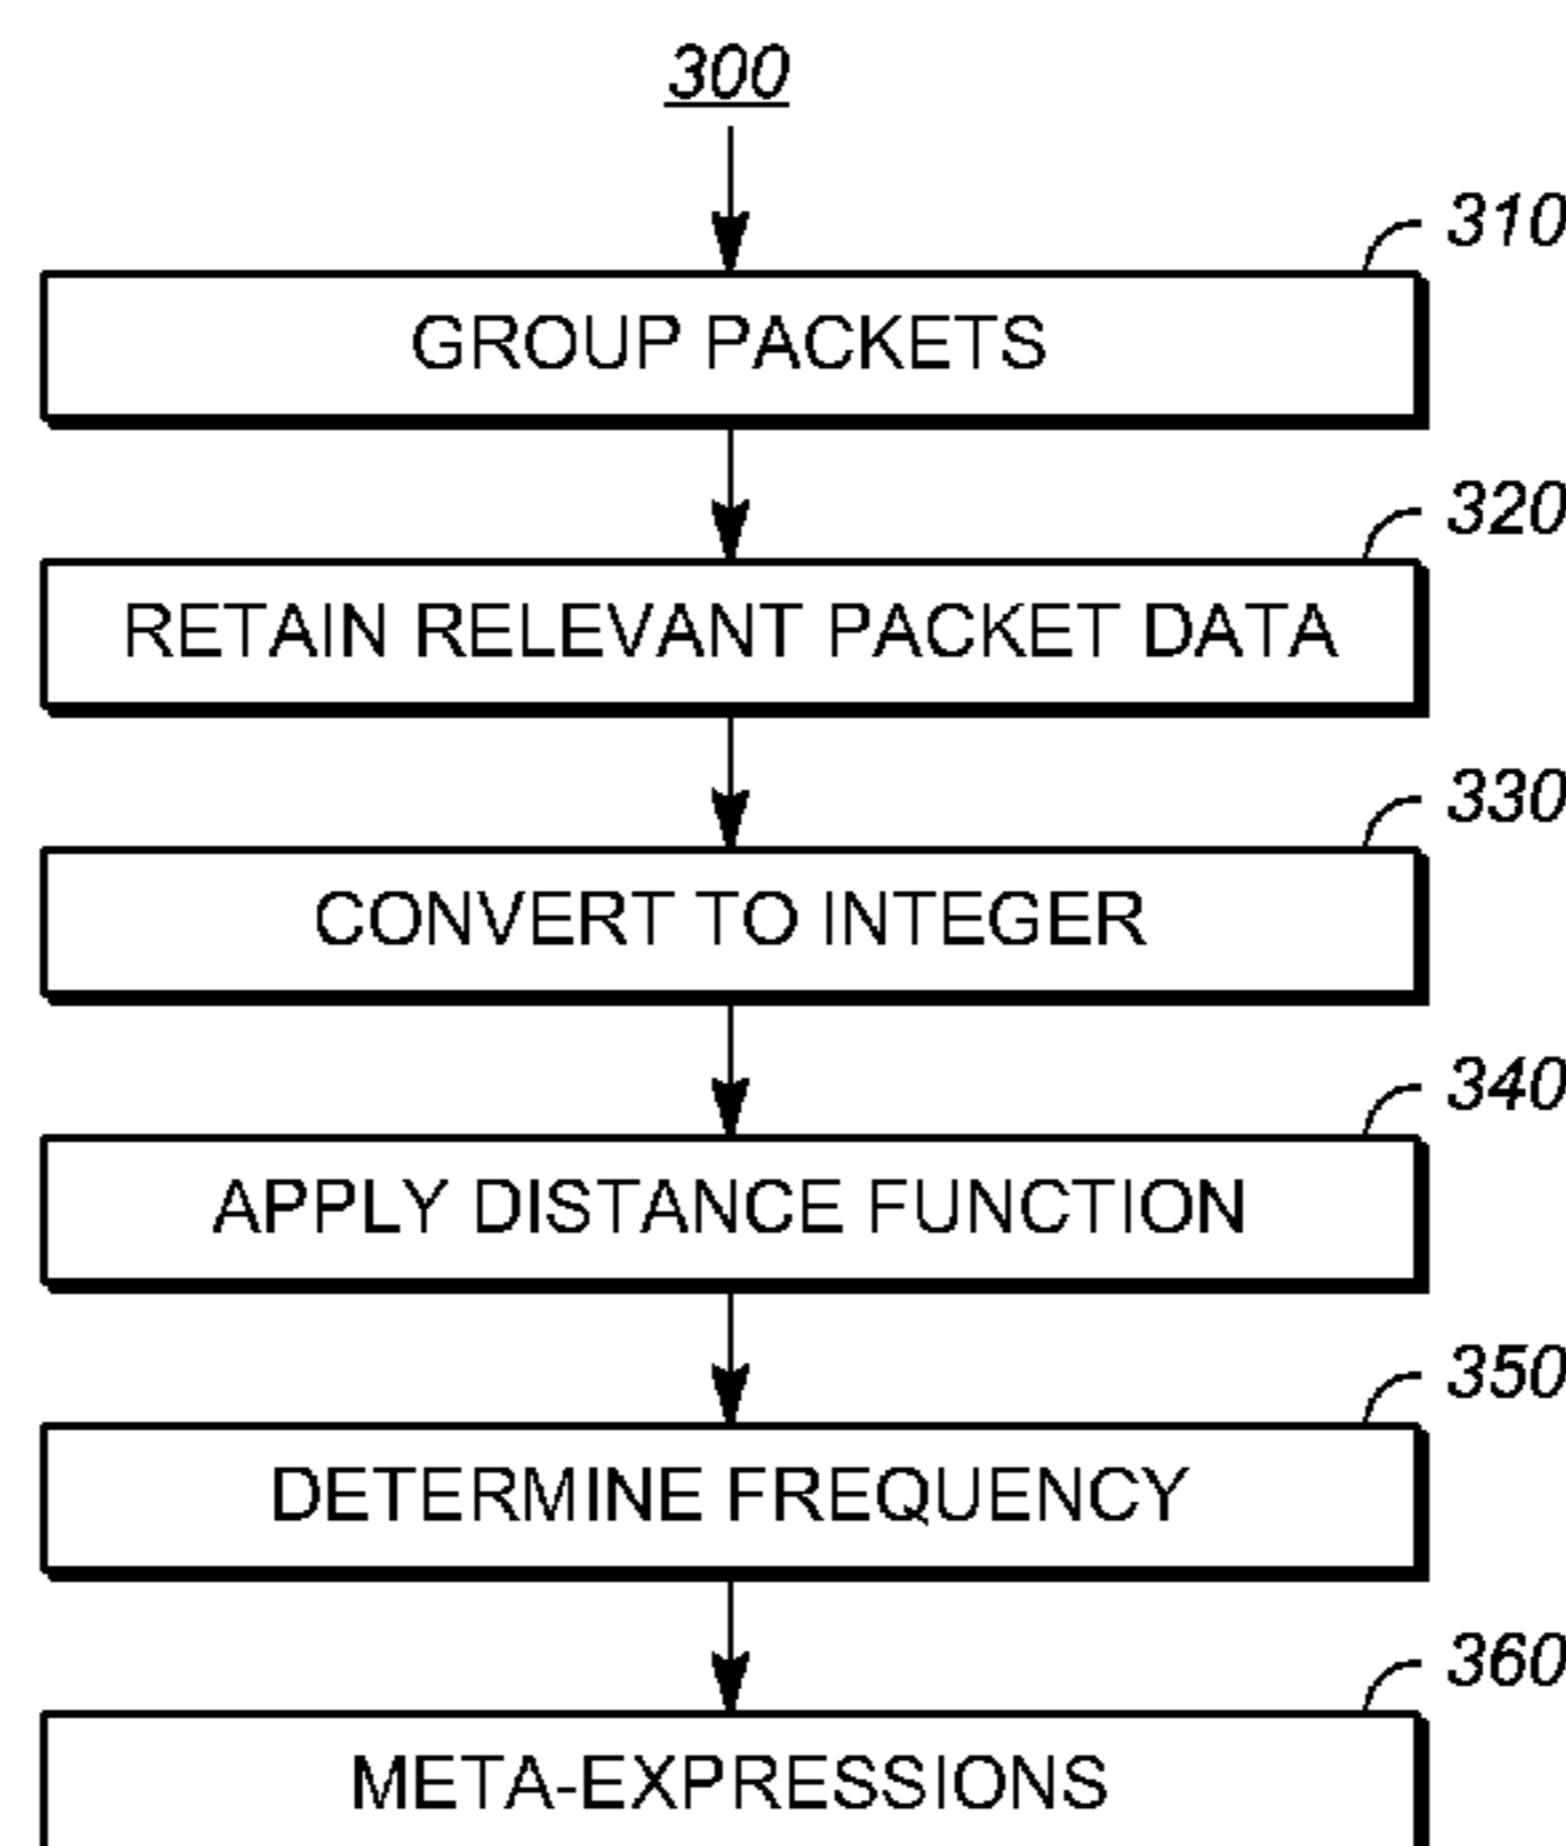 300
310
GROUP PACKETS
320
RETAIN RELEVANT PACKET DATA
330
CONVERT TO INTEGER
340
APPLY DISTANCE FUNCTION
350
DETERMINE FREQUENCY
360
META-EXPRESSIONS